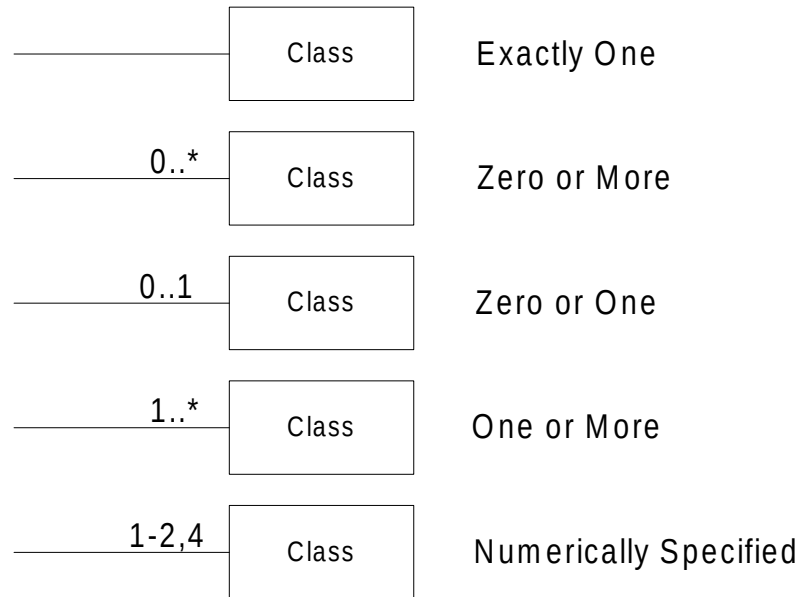 Class Exactly One
0..*
Class Zero or More
0..1
Class Zero or One
1..*
Class One or More
1-2,4
Class Numerically Specified